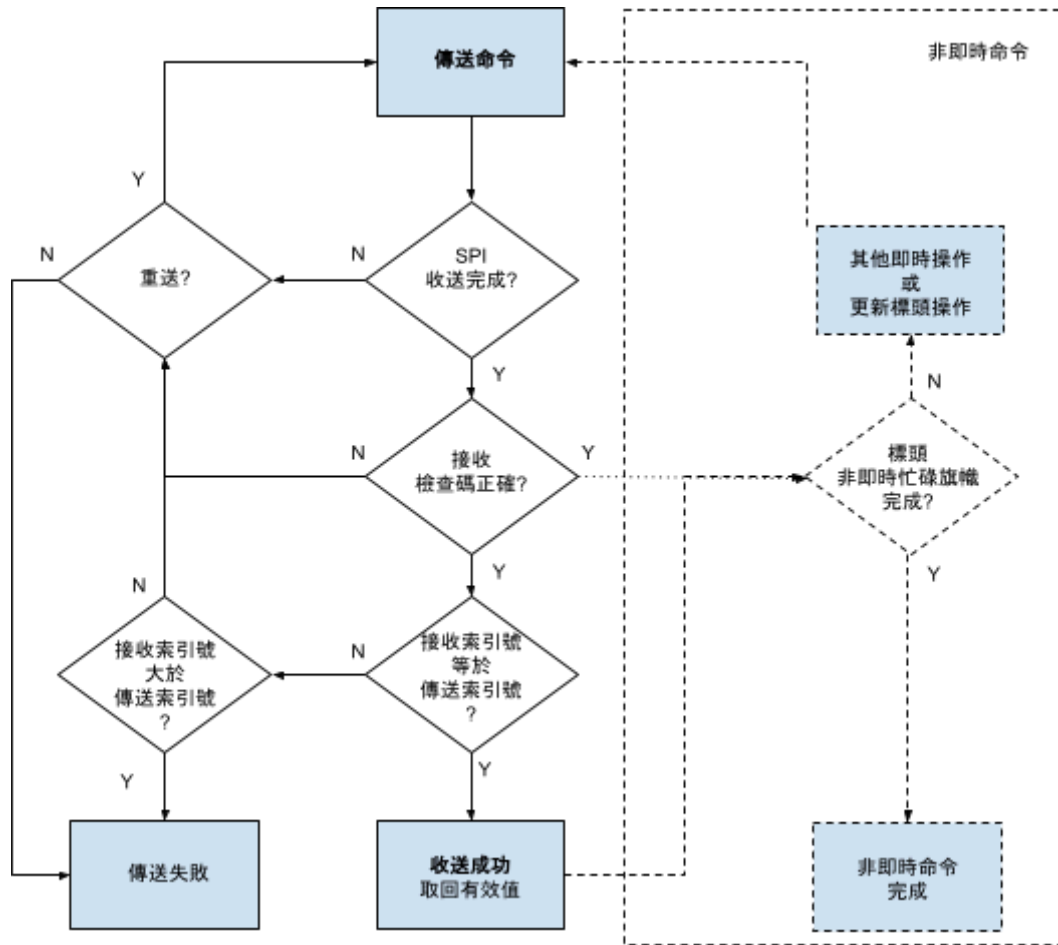 傳送命令
非即時命令
Y
N
重送?
N
SPI
收送完成?
其他即時操作
或
更新標頭操作
Y
N
N
接收
檢查碼正確?
Y
標頭
非即時忙碌旗幟
完成?
N
Y
Y
接收索引號
大於
傳送索引號
?
N
接收索引號
等於
傳送索引號
?
Y
Y
傳送失敗
收送成功
取回有效值
非即時命令
完成